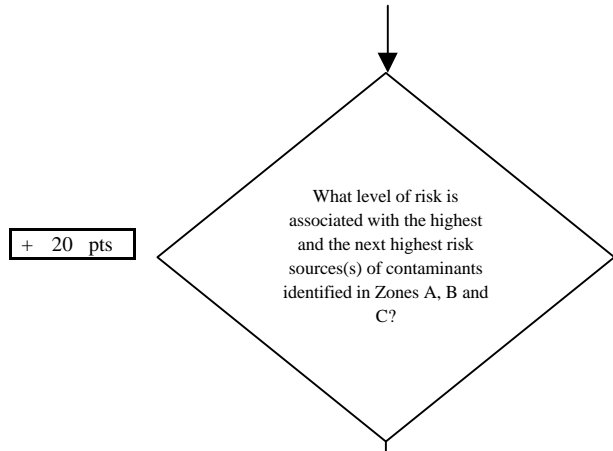 What level of risk is
associated with the highest
and the next highest risk
sources(s) of contaminants
identified in Zones A, B and
C?
+ 20 pts